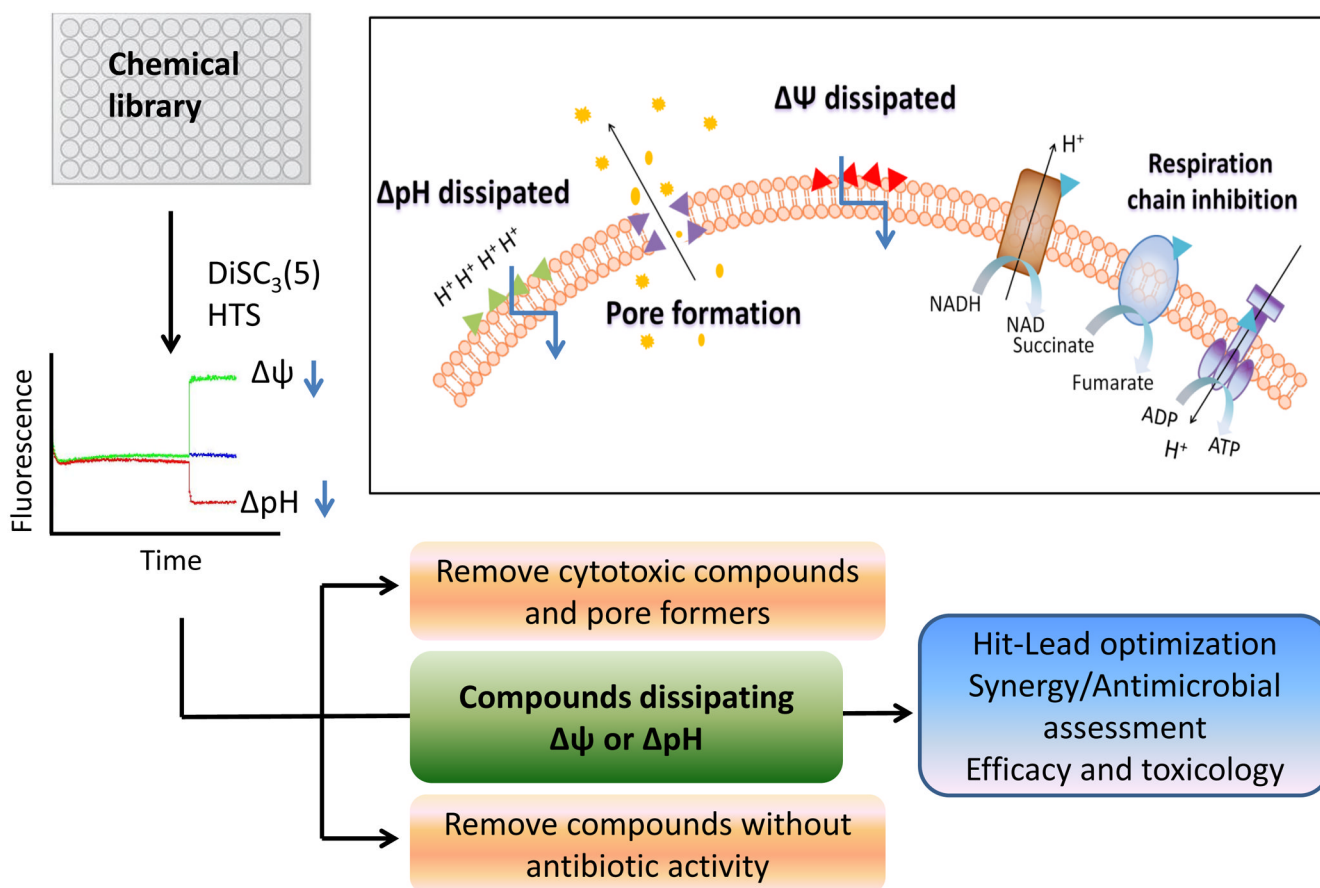 Chemical
library
DiSC₃(5)
HTS
Fluorescence
Δψ
ΔpH
Time
ΔpH dissipated
H⁺ H⁺ H⁺ H⁺
Pore formation
ΔΨ dissipated
H⁺
Respiration
chain inhibition
NADH
NAD
Succinate
Fumarate
ADP
H⁺
ATP
Remove cytotoxic compounds
and pore formers
Compounds dissipating
Δψ or ΔpH
Remove compounds without
antibiotic activity
Hit-Lead optimization
Synergy/Antimicrobial
assessment
Efficacy and toxicology